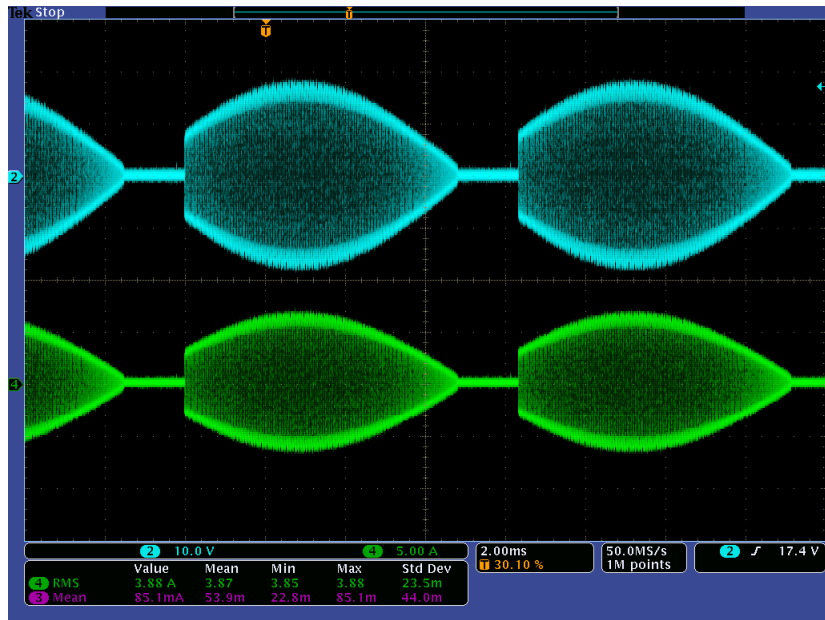 Tek Stop
T
T
2
4
2 10.0 V 4 5.00 A
2.00ms
T 30.10 %
50.0MS/s
1M points
2 17.4 V
Value Mean Min Max Std Dev
4 RMS 3.88 A 3.87 3.85 3.88 23.5m
3 Mean 85.1mA 53.9m 22.8m 85.1m 44.0m